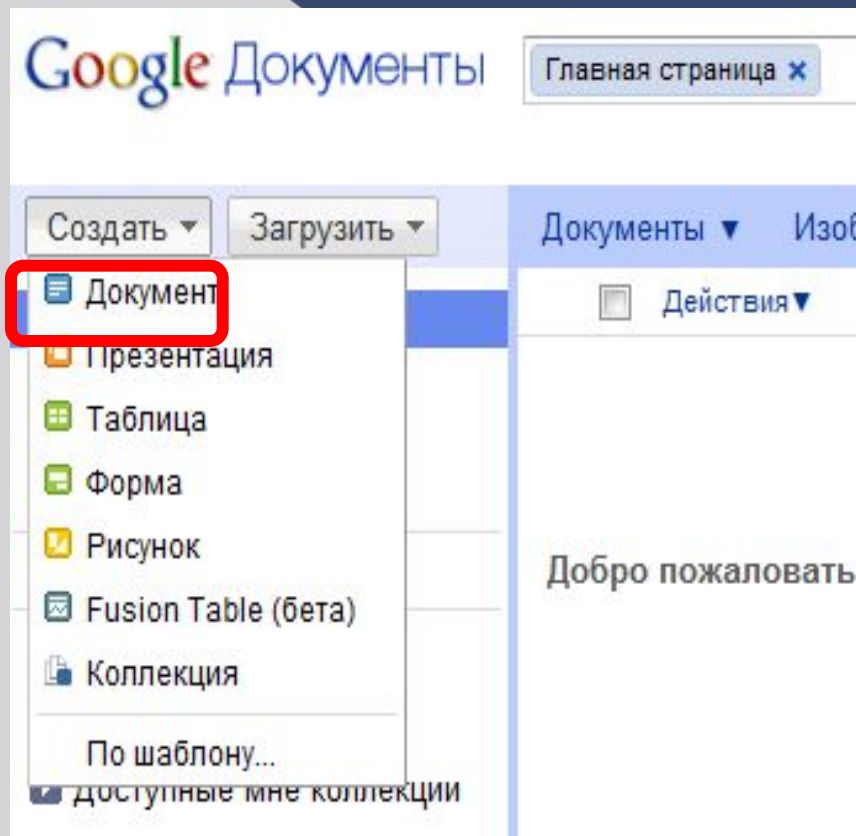 Google Документы
Главная страница ×
Создать ▼ Загрузить ▼
Документы ▼
Действия▼
Документ
Презентация
Таблица
Форма
Рисунок
Fusion Table (бета)
Коллекция
По шаблону...
Добро пожаловать
Доступные мне коллекции